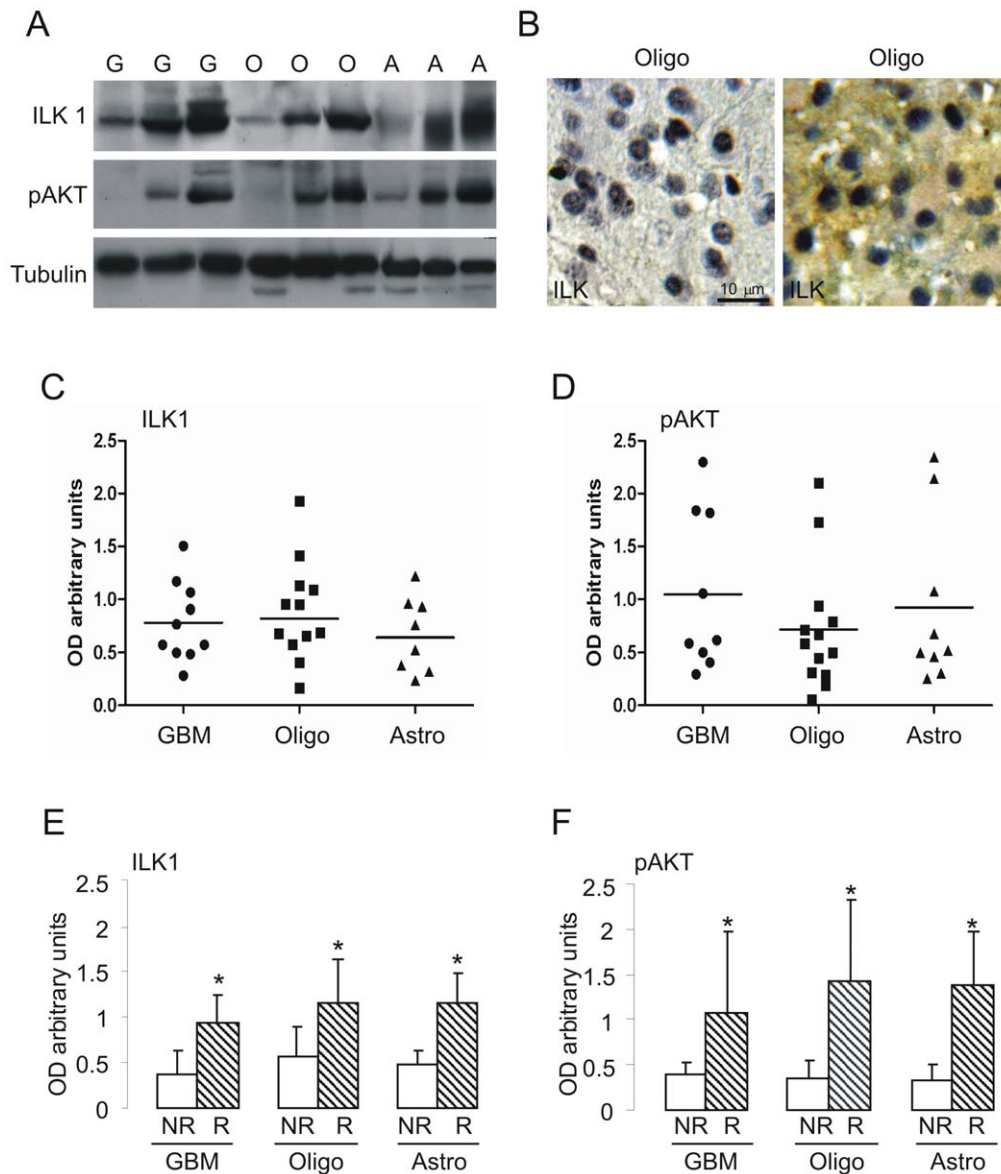 A
G G G O O O A A A
ILK 1
pAKT
Tubulin
B
Oligo Oligo
ILK 10 μm ILK
C
ILK1
OD arbitrary units
2.5
2.0
1.5
1.0
0.5
0.0
GBM Oligo Astro
D
pAKT
OD arbitrary units
2.5
2.0
1.5
1.0
0.5
0.0
GBM Oligo Astro
E
ILK1
OD arbitrary units
2.5
2
1.5
1
0.5
0
* * *
NR R NR R NR R
GBM Oligo Astro
F
pAKT
OD arbitrary units
2.5
2
1.5
1
0.5
0
* * *
NR R NR R NR R
GBM Oligo Astro